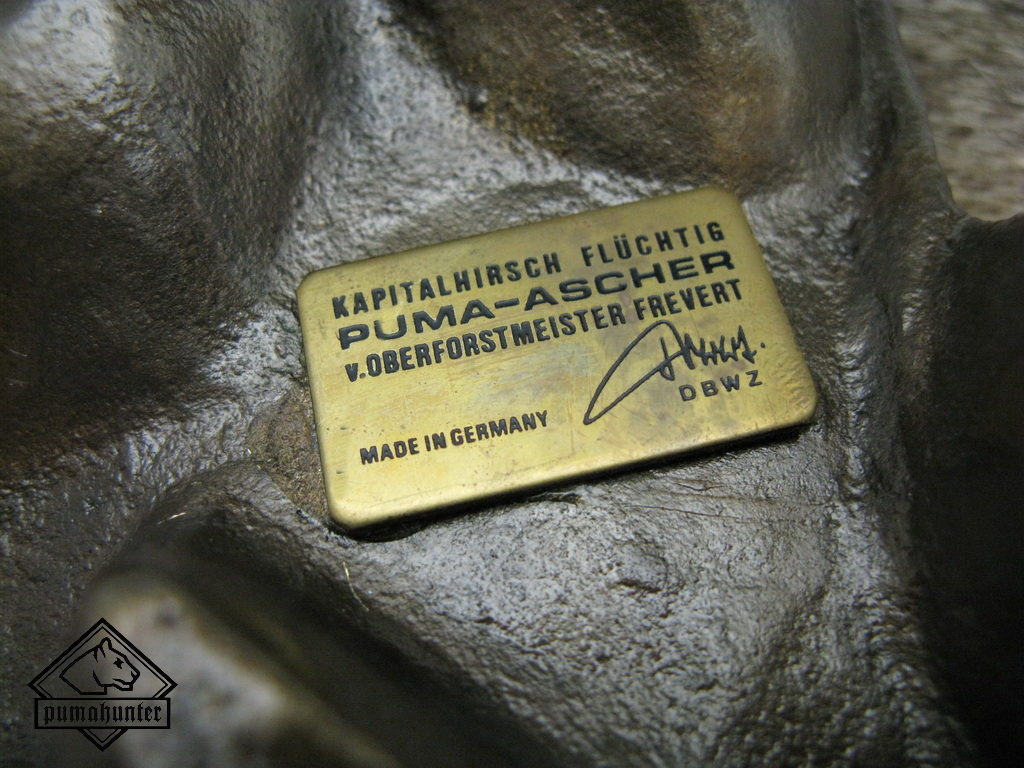 KAPITALHIRSCH FLÜCHTIG
PUMA-ASCHER
v. OBERFORSTMEISTER FREVERT
DBWZ
MADE IN GERMANY
pumahunter